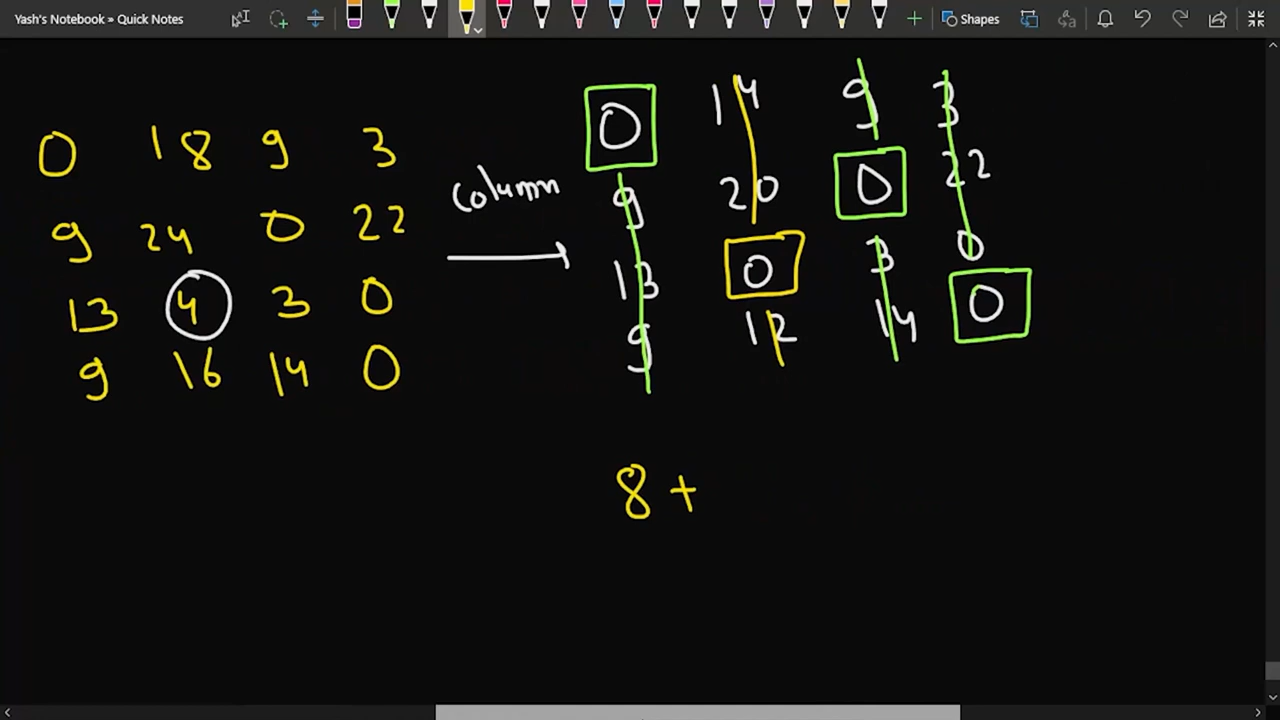 Yash's Notebook » Quick Notes
Shapes
0 18 9 3
9 24 0 22
13 4 3 0
9 16 14 0
Column
0 14 9 3
9 20 0 22
13 0 3 0
9 12 14 0
8 +